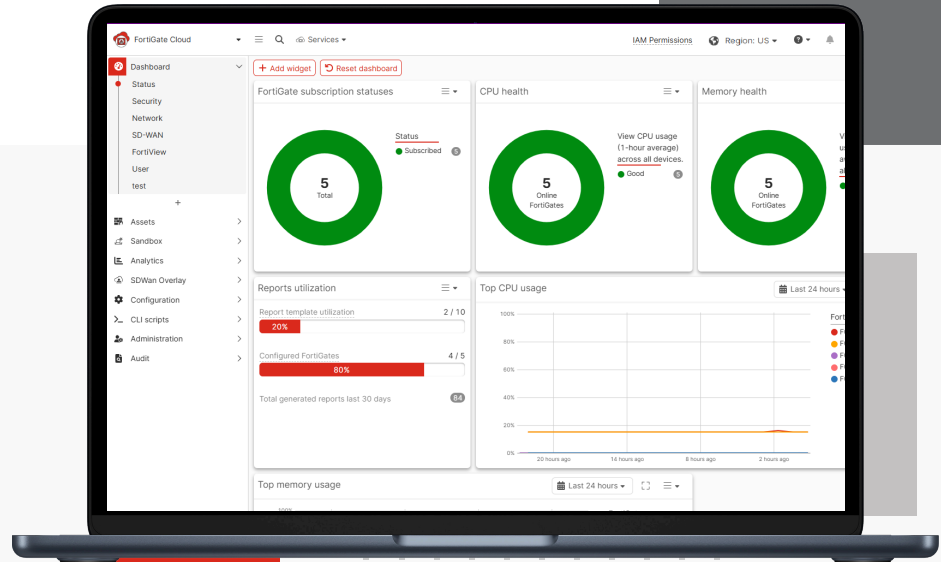 FortiGate Cloud
Services
IAM Permissions
Region: US
Dashboard
Status
Security
Network
SD-WAN
FortiView
User
test
+
Assets
Sandbox
Analytics
SDWan Overlay
Configuration
CLI scripts
Administration
Audit
+ Add widget
Reset dashboard
FortiGate subscription statuses
5
Total
Status
Subscribed 5
CPU health
5
Online
FortiGates
View CPU usage
(1-hour average)
across all devices.
Good 5
Memory health
5
Online
FortiGates
Reports utilization
Report template utilization 2 / 10
20%
Configured FortiGates 4 / 5
80%
Total generated reports last 30 days 84
Top CPU usage
Last 24 hours
100%
80%
60%
40%
20%
0%
20 hours ago 14 hours ago 8 hours ago 2 hours ago
Fort
Top memory usage
Last 24 hours
100%